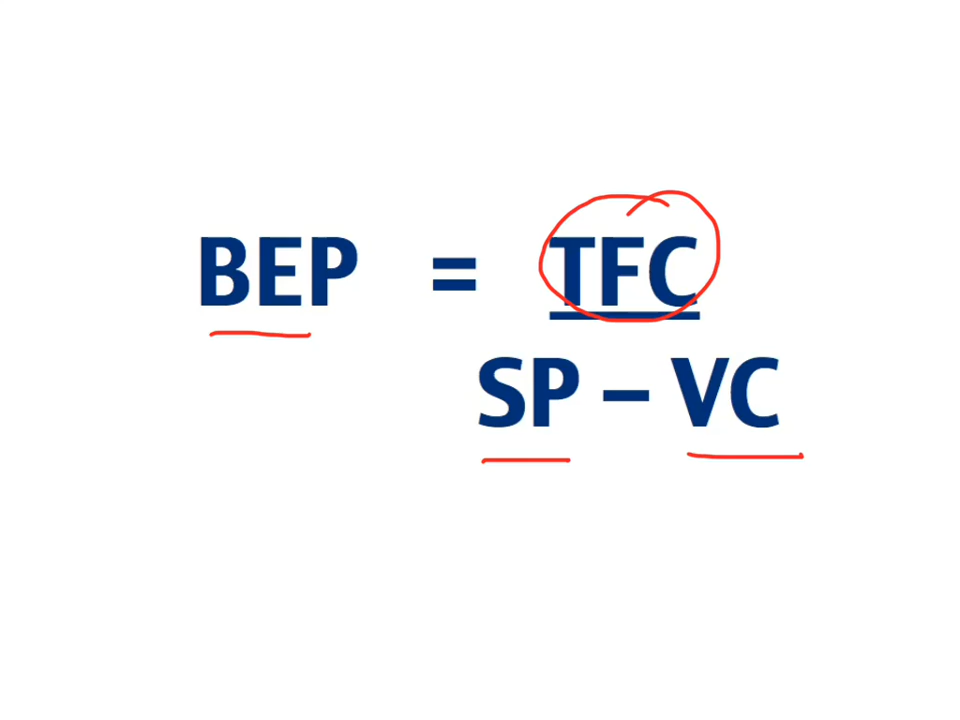 BEP = TFC
SP – VC